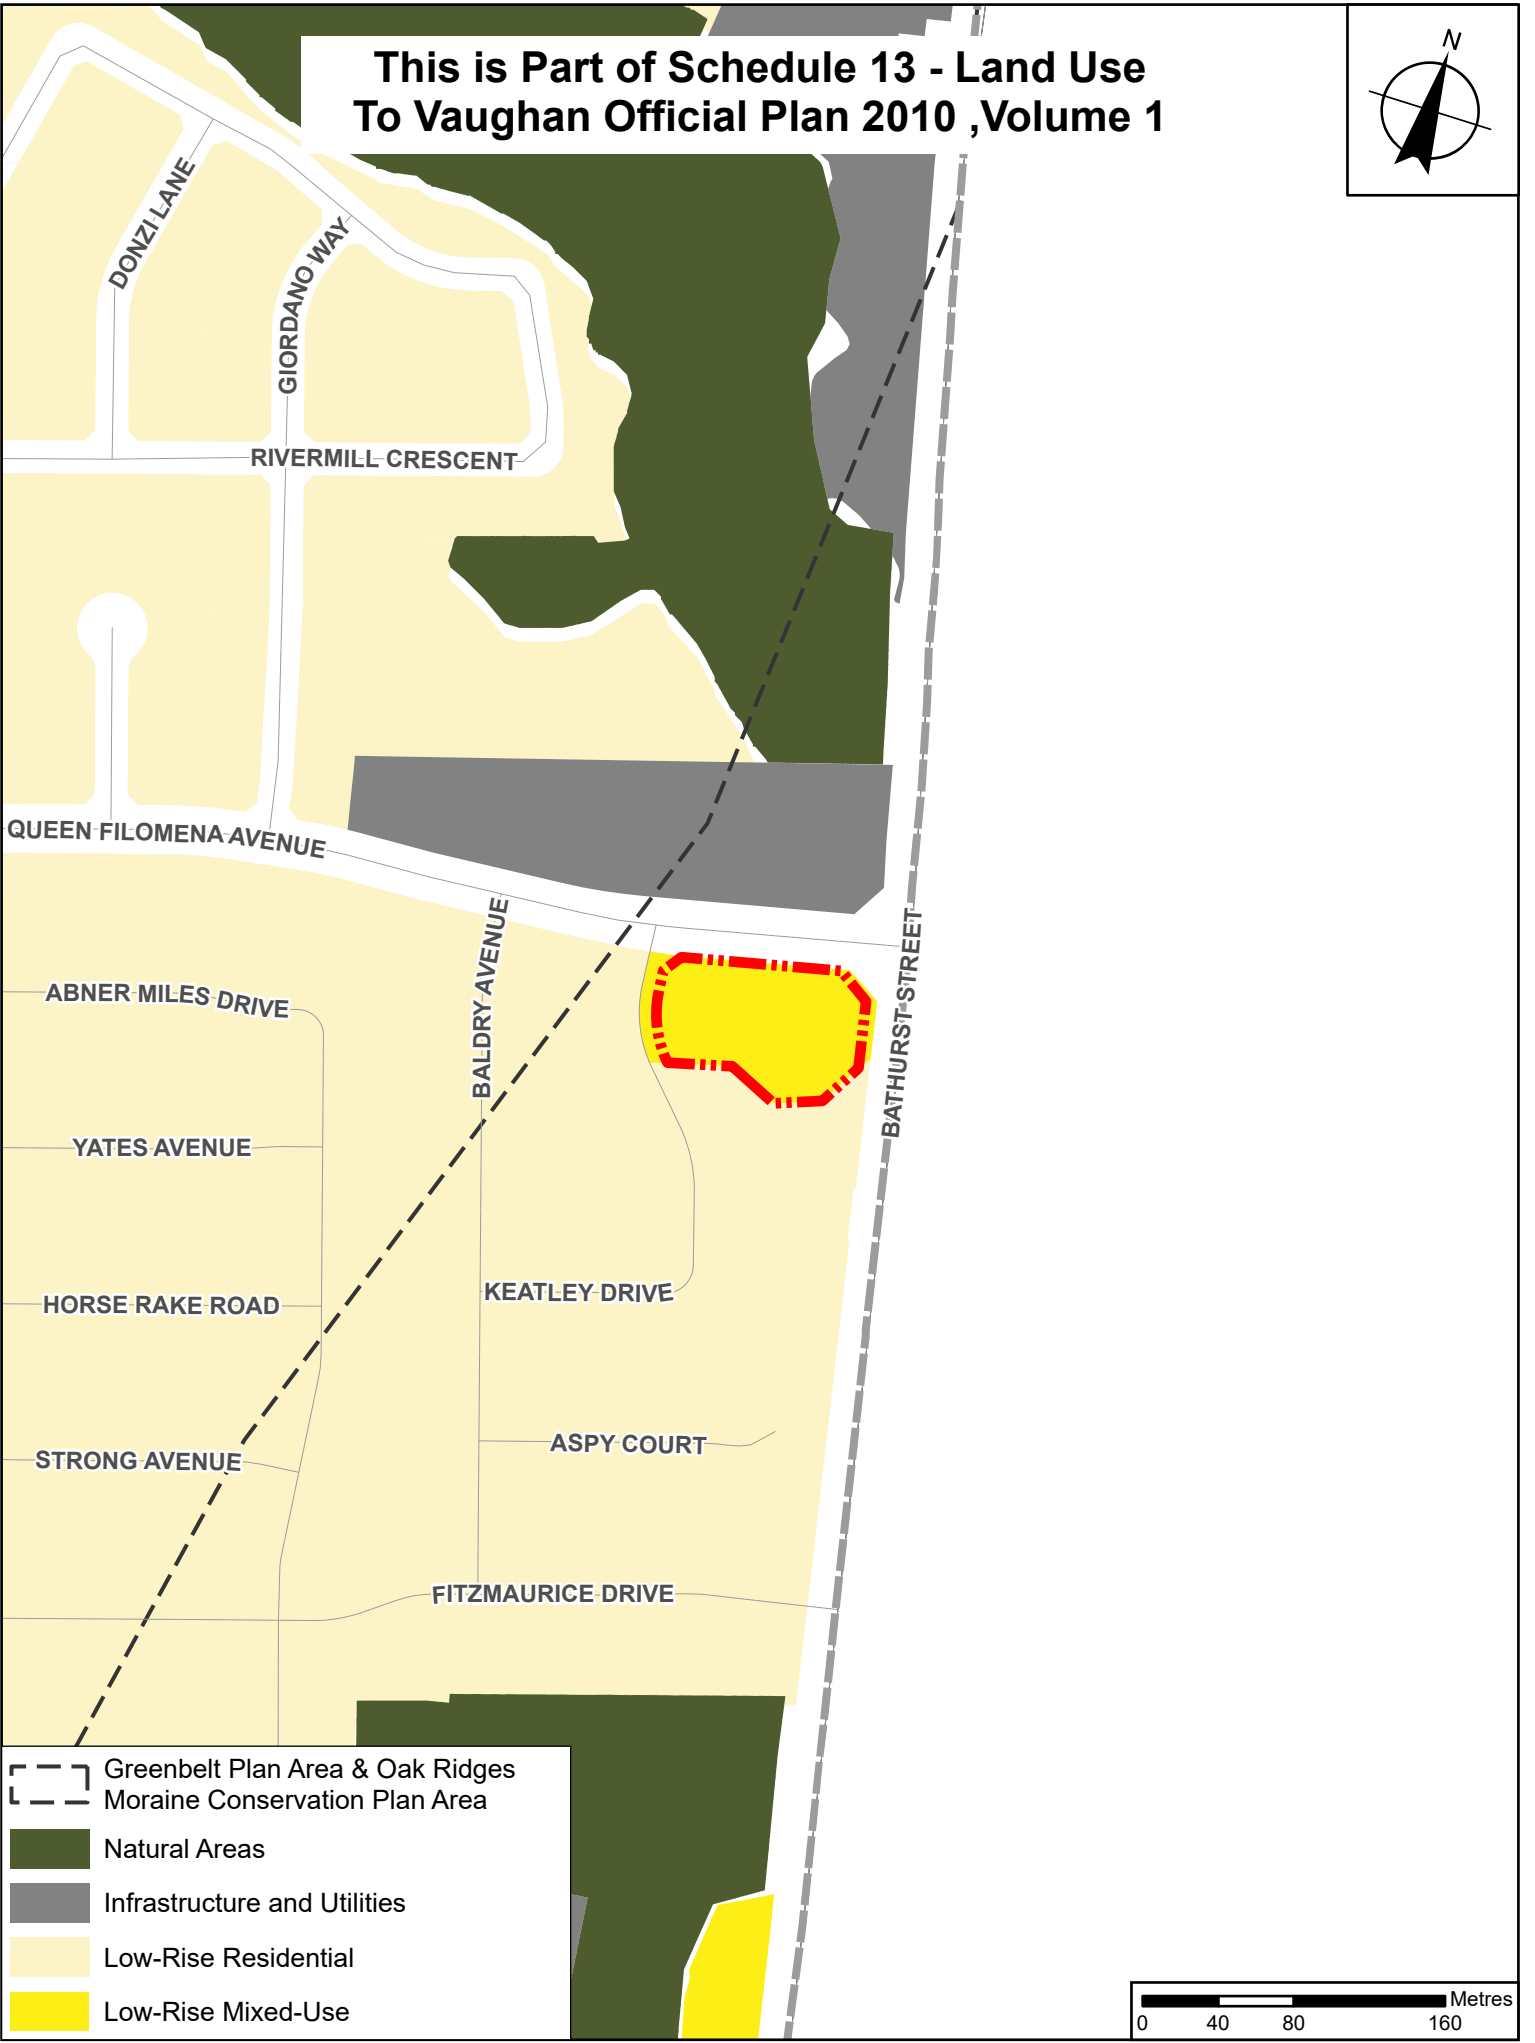 This is Part of Schedule 13 - Land Use
To Vaughan Official Plan 2010 ,Volume 1
N
DONZI LANE
GIORDANO WAY
RIVERMILL CRESCENT
QUEEN FILOMENA AVENUE
BALDRY AVENUE
BATHURST STREET
ABNER MILES DRIVE
YATES AVENUE
HORSE RAKE ROAD
KEATLEY DRIVE
STRONG AVENUE
ASPY COURT
FITZMAURICE DRIVE
Greenbelt Plan Area & Oak Ridges
Moraine Conservation Plan Area
Natural Areas
Infrastructure and Utilities
Low-Rise Residential
Low-Rise Mixed-Use
Metres
0 40 80 160